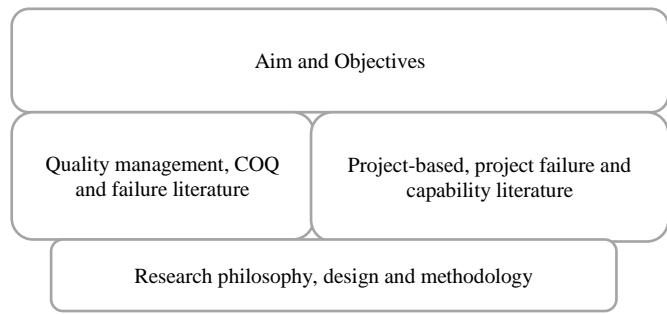 Aim and Objectives
Quality management, COQ
and failure literature
Project-based, project failure and
capability literature
Research philosophy, design and methodology